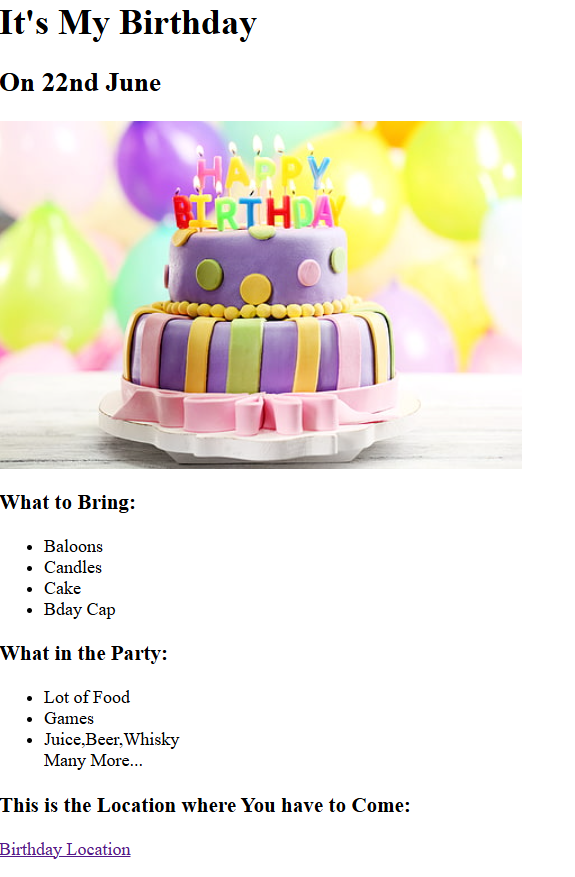 It's My Birthday
On 22nd June
HAPPY
BIRTHDAY
What to Bring:
Baloons
Candles
Cake
Bday Cap
What in the Party:
Lot of Food
Games
Juice,Beer,Whisky
Many More...
This is the Location where You have to Come:
Birthday Location